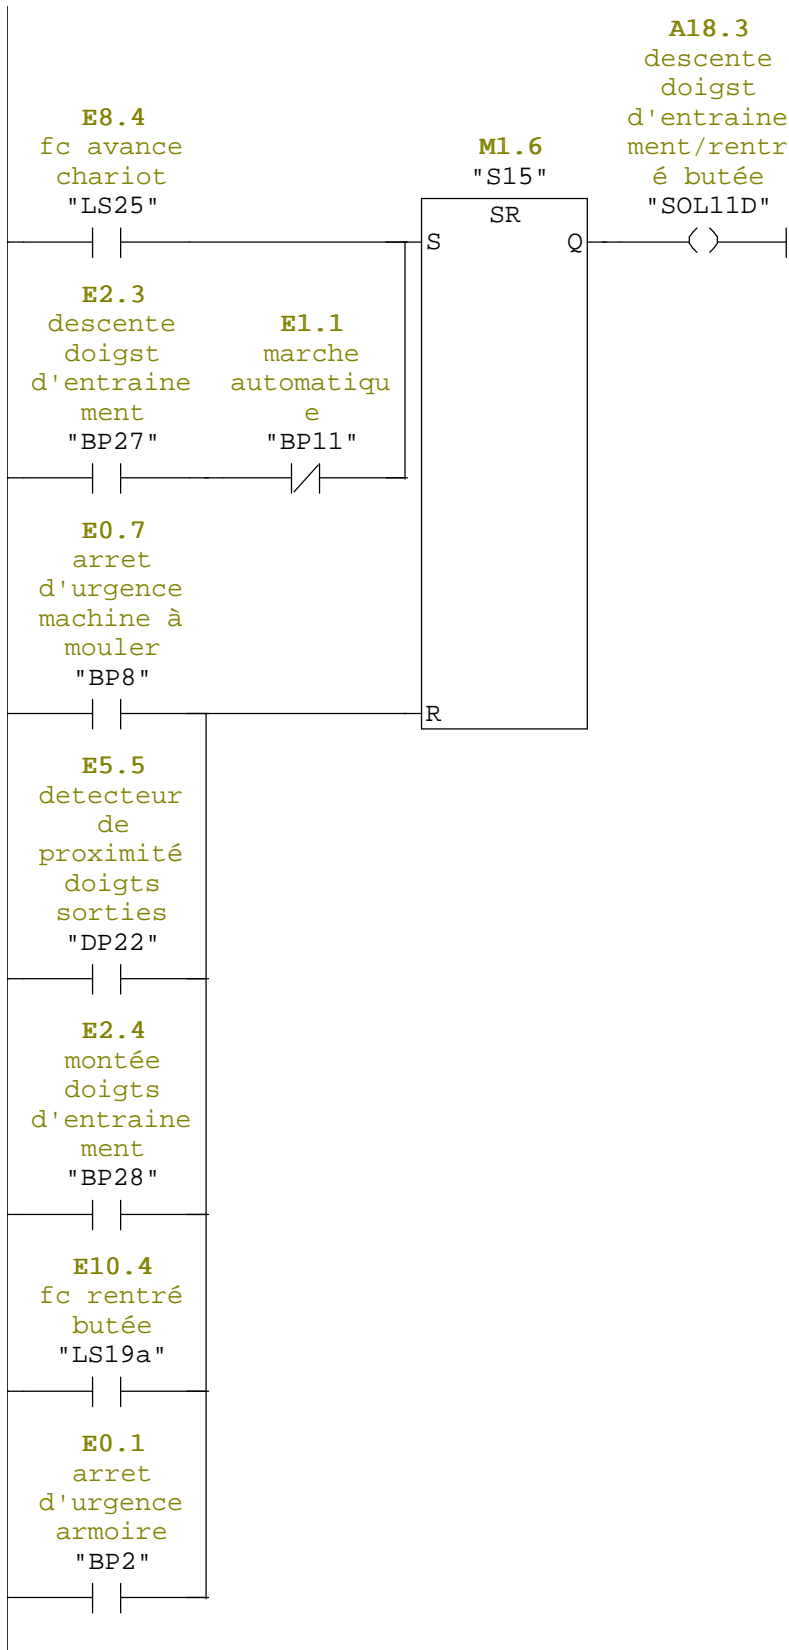 A18.3
descente
doigst
d'entraine
ment/rentr
é butée
"SOL11D"
E8.4
fc avance
chariot
"LS25"
M1.6
"S15"
SR
S
Q
E2.3
descente
doigst
d'entraine
ment
"BP27"
E1.1
marche
automatiqu
e
"BP11"
E0.7
arret
d'urgence
machine à
mouler
"BP8"
R
E5.5
detecteur
de
proximité
doigts
sorties
"DP22"
E2.4
montée
doigts
d'entraine
ment
"BP28"
E10.4
fc rentré
butée
"LS19a"
E0.1
arret
d'urgence
armoire
"BP2"